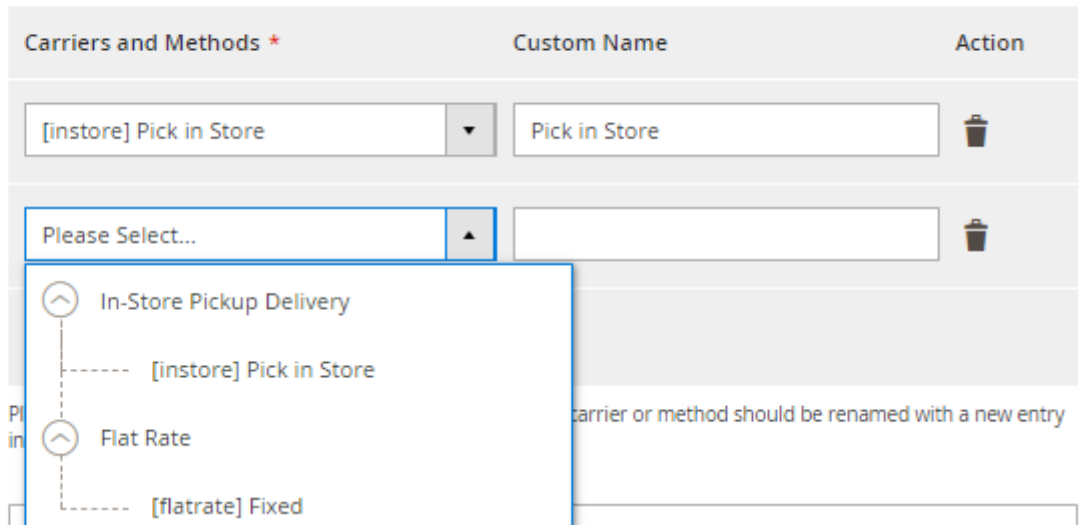 Carriers and Methods * Custom Name Action
[instore] Pick in Store Pick in Store
Please Select...
In-Store Pickup Delivery
[instore] Pick in Store
carrier or method should be renamed with a new entry
in
Flat Rate
[flatrate] Fixed